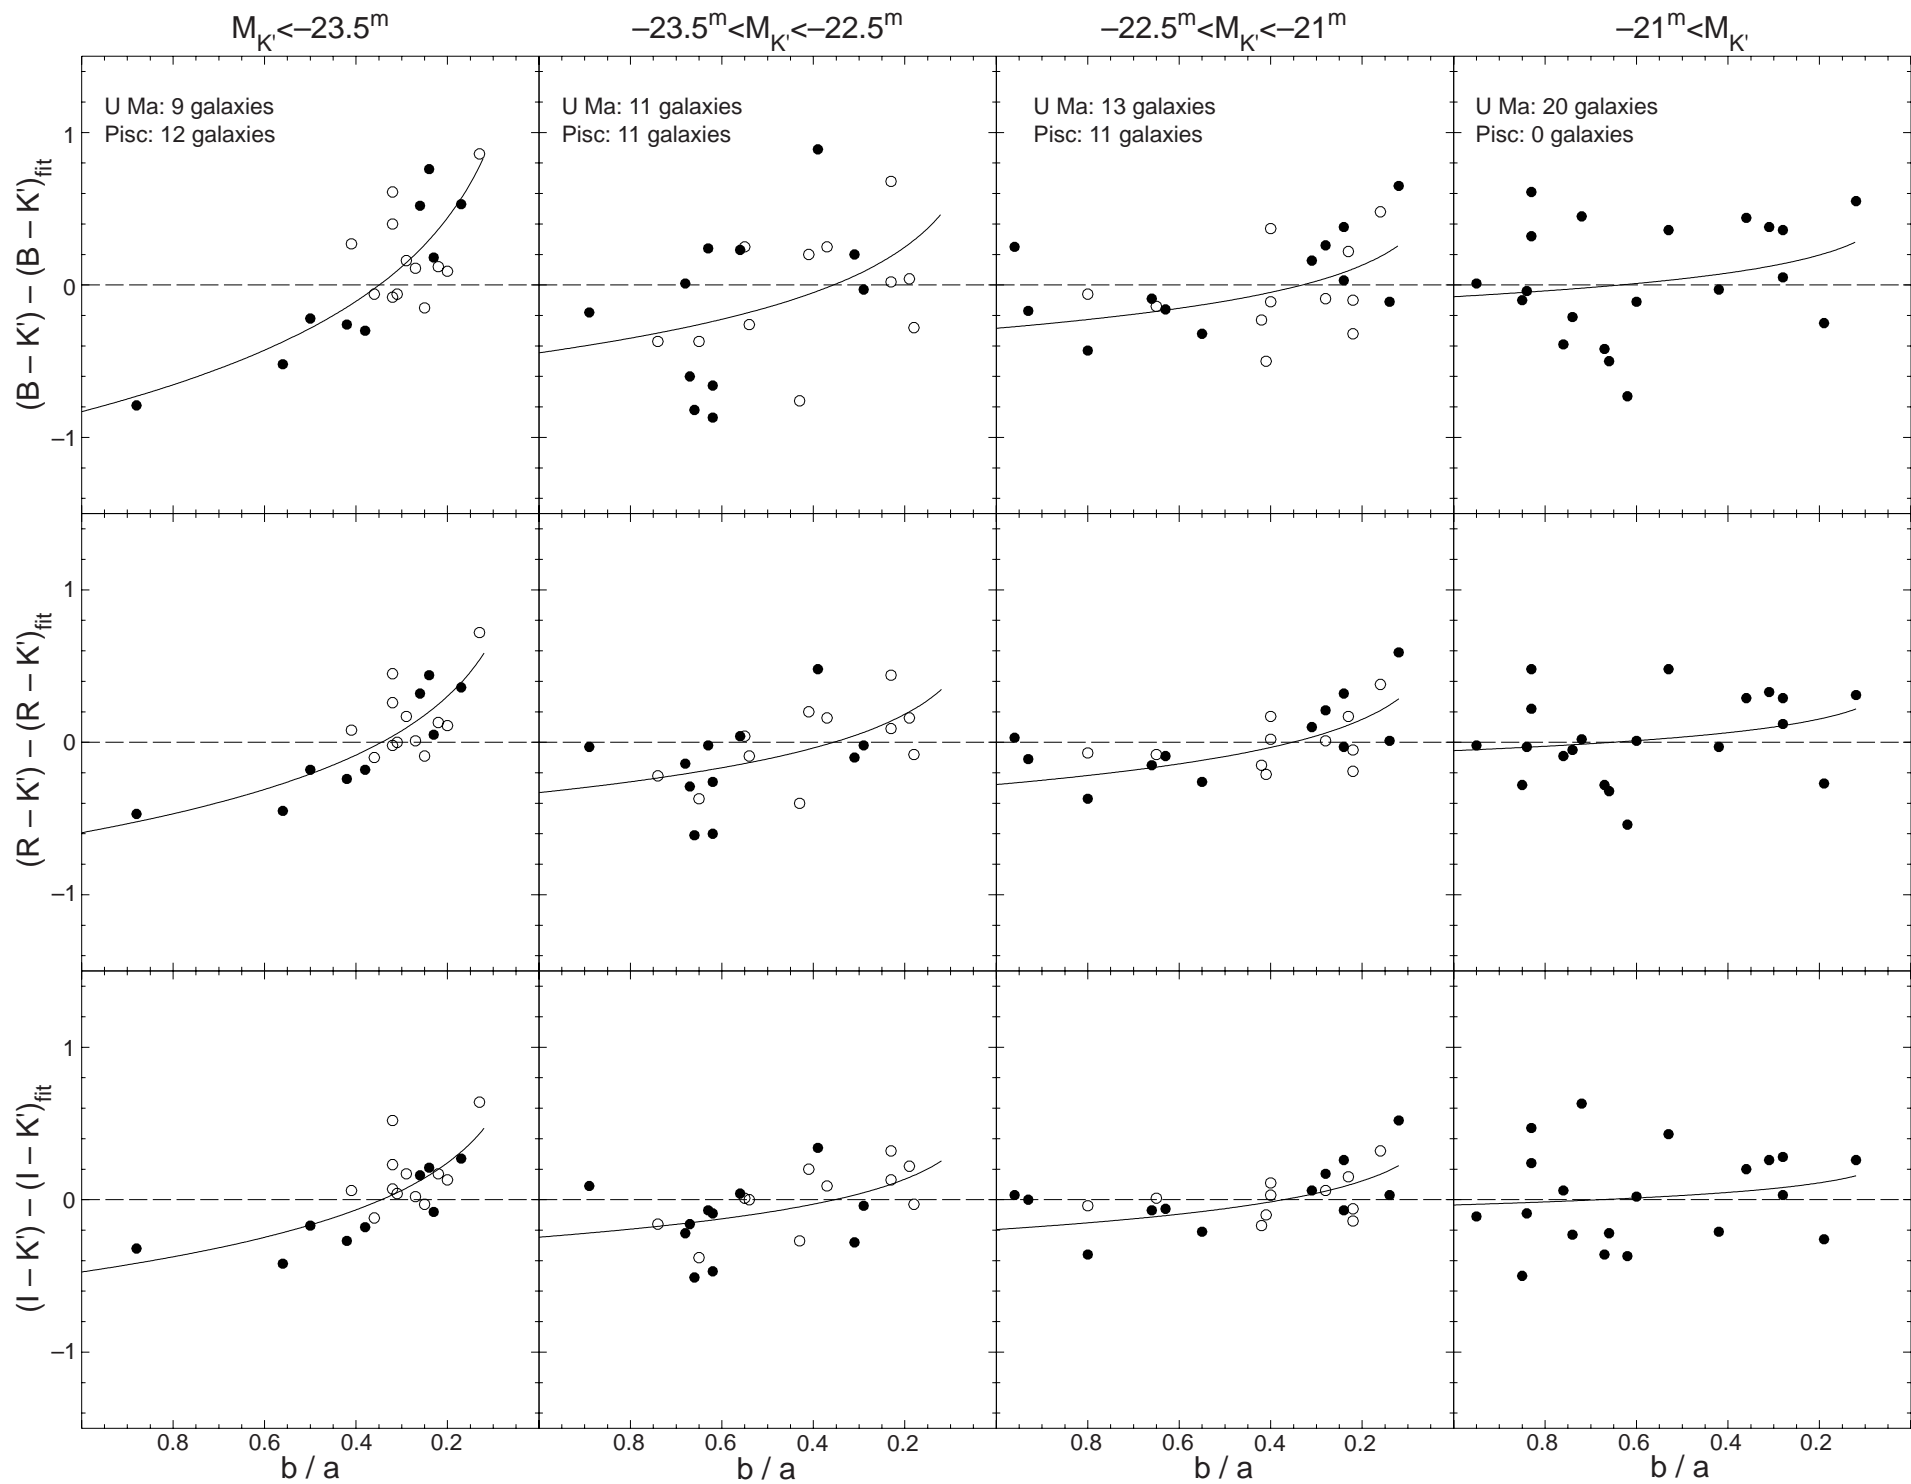 M_K'<–23.5^m –23.5^m<M_K'<–22.5^m –22.5^m<M_K'<–21^m –21^m<M_K'
U Ma: 9 galaxies
Pisc: 12 galaxies
U Ma: 11 galaxies
Pisc: 11 galaxies
U Ma: 13 galaxies
Pisc: 11 galaxies
U Ma: 20 galaxies
Pisc: 0 galaxies
(B – K') – (B – K')_fit
1
0
–1
(R – K') – (R – K')_fit
1
0
–1
(I – K') – (I – K')_fit
1
0
–1
0.8 0.6 0.4 0.2 0.8 0.6 0.4 0.2 0.8 0.6 0.4 0.2 0.8 0.6 0.4 0.2
b / a b / a b / a b / a